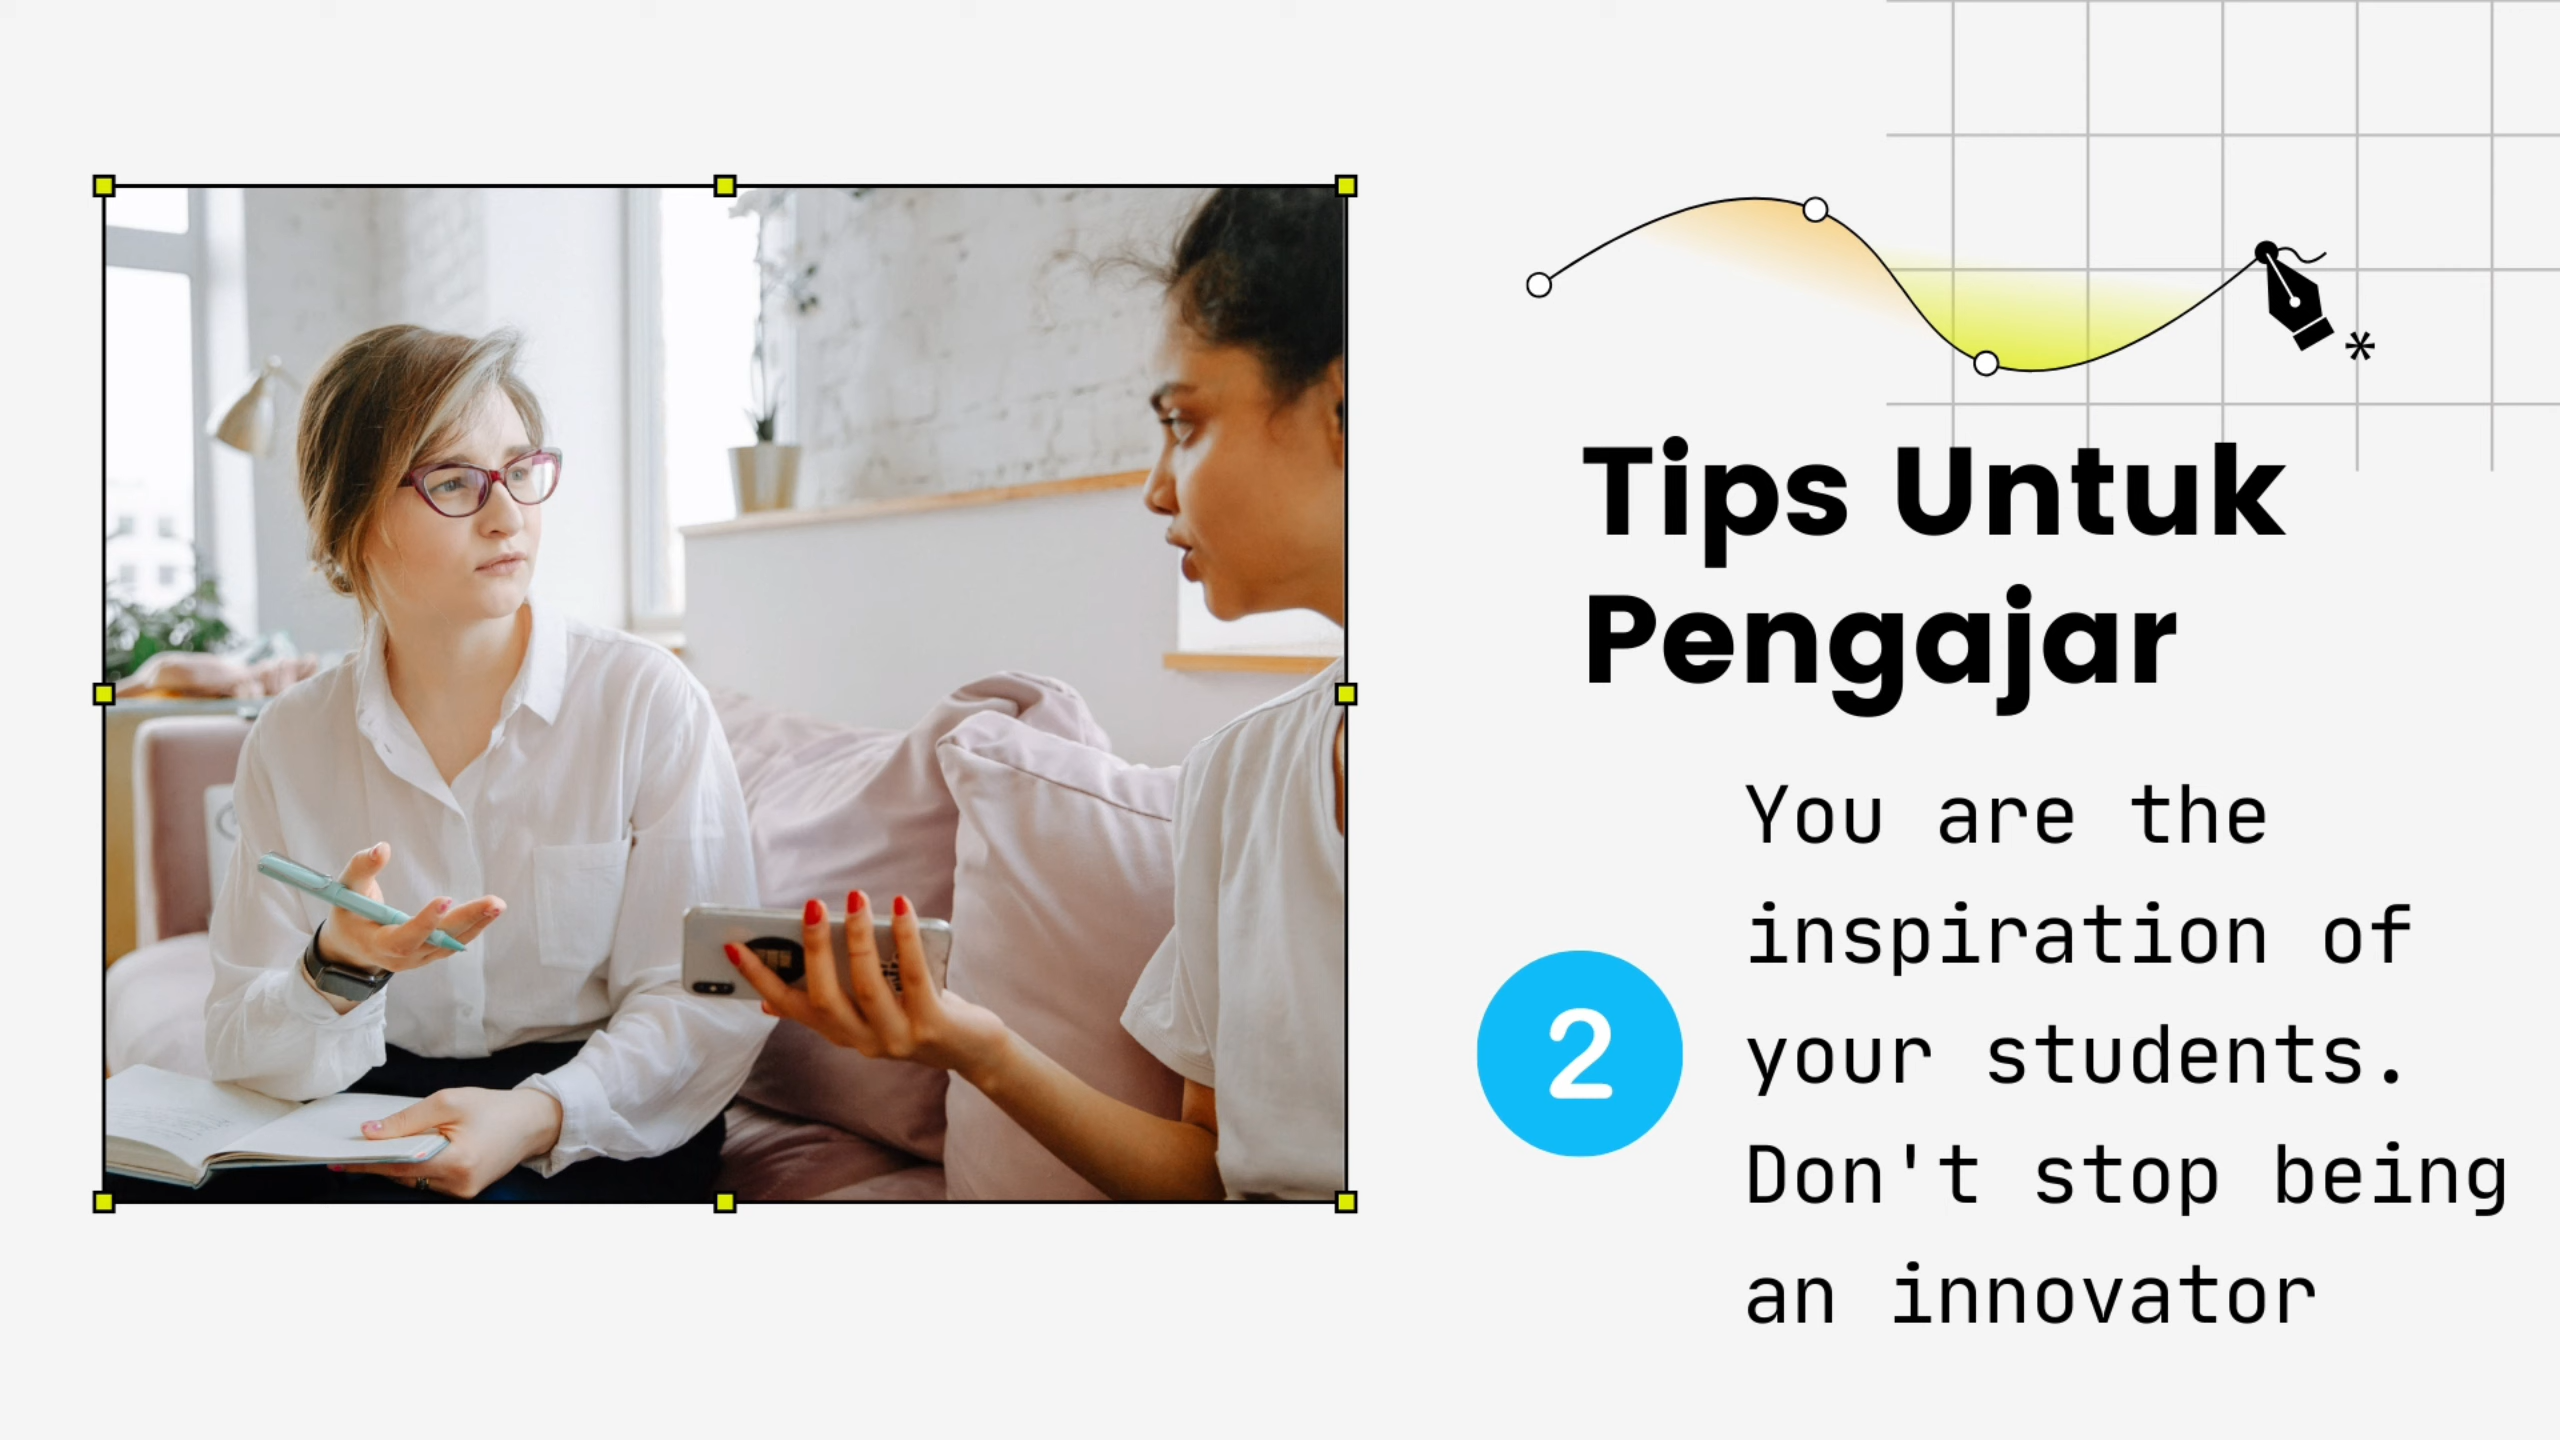 Tips Untuk
Pengajar
2
You are the
inspiration of
your students.
Don't stop being
an innovator